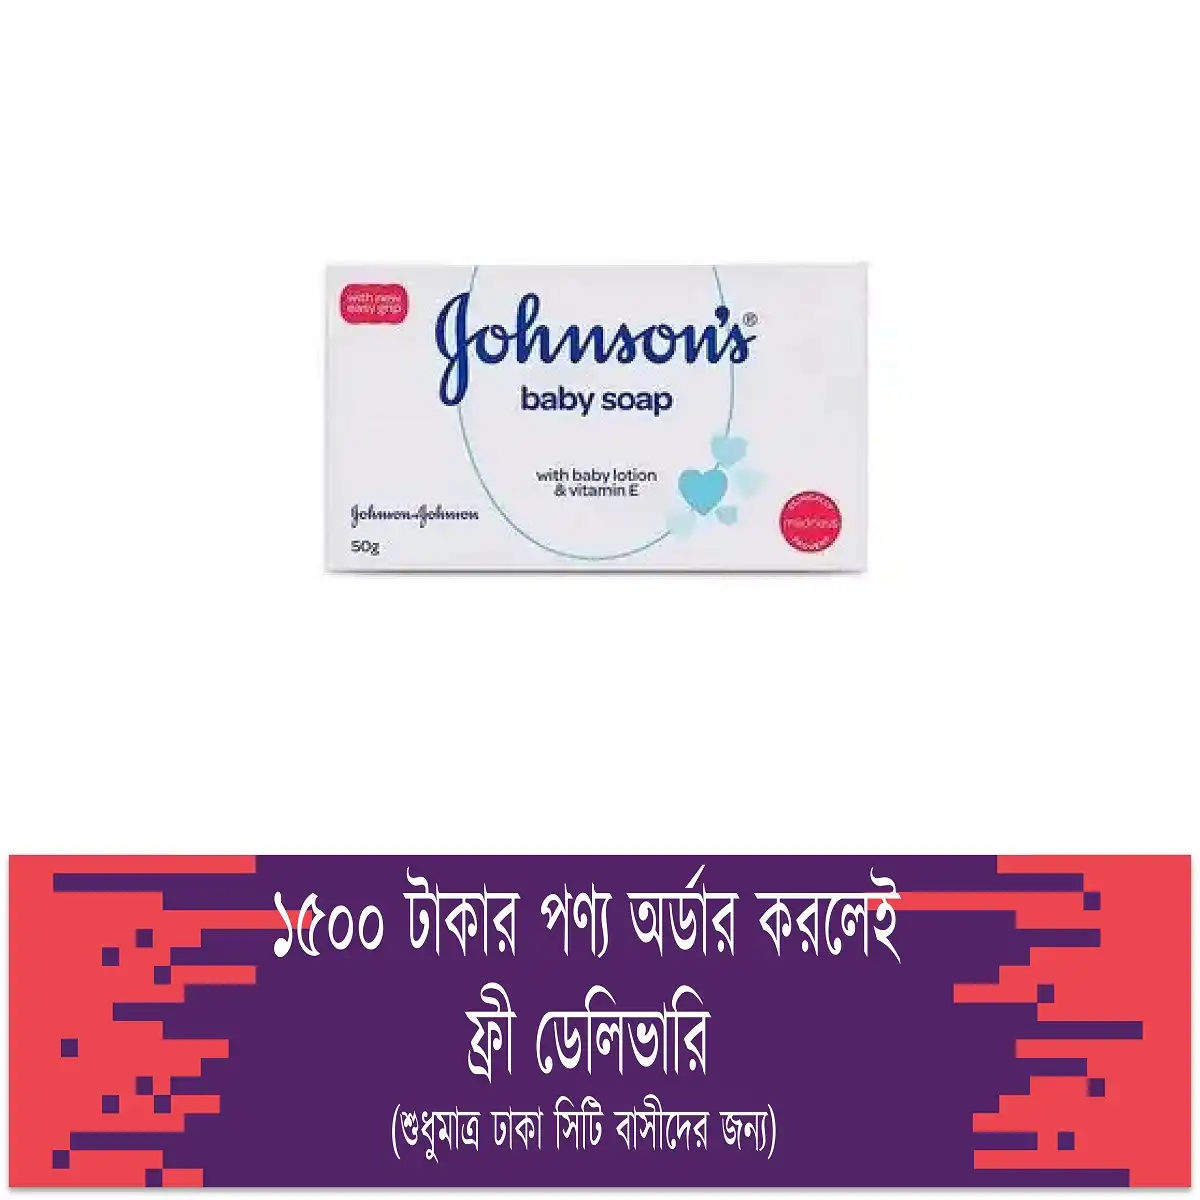 with new
easy grip
Johnson's®
baby soap
with baby lotion
& vitamin E
Johnson+Johnson
50g
mildness
১৫০০ টাকার পণ্য অর্ডার করলেই
ফ্রী ডেলিভারি
(শুধুমাত্র ঢাকা সিটি বাসীদের জন্য)